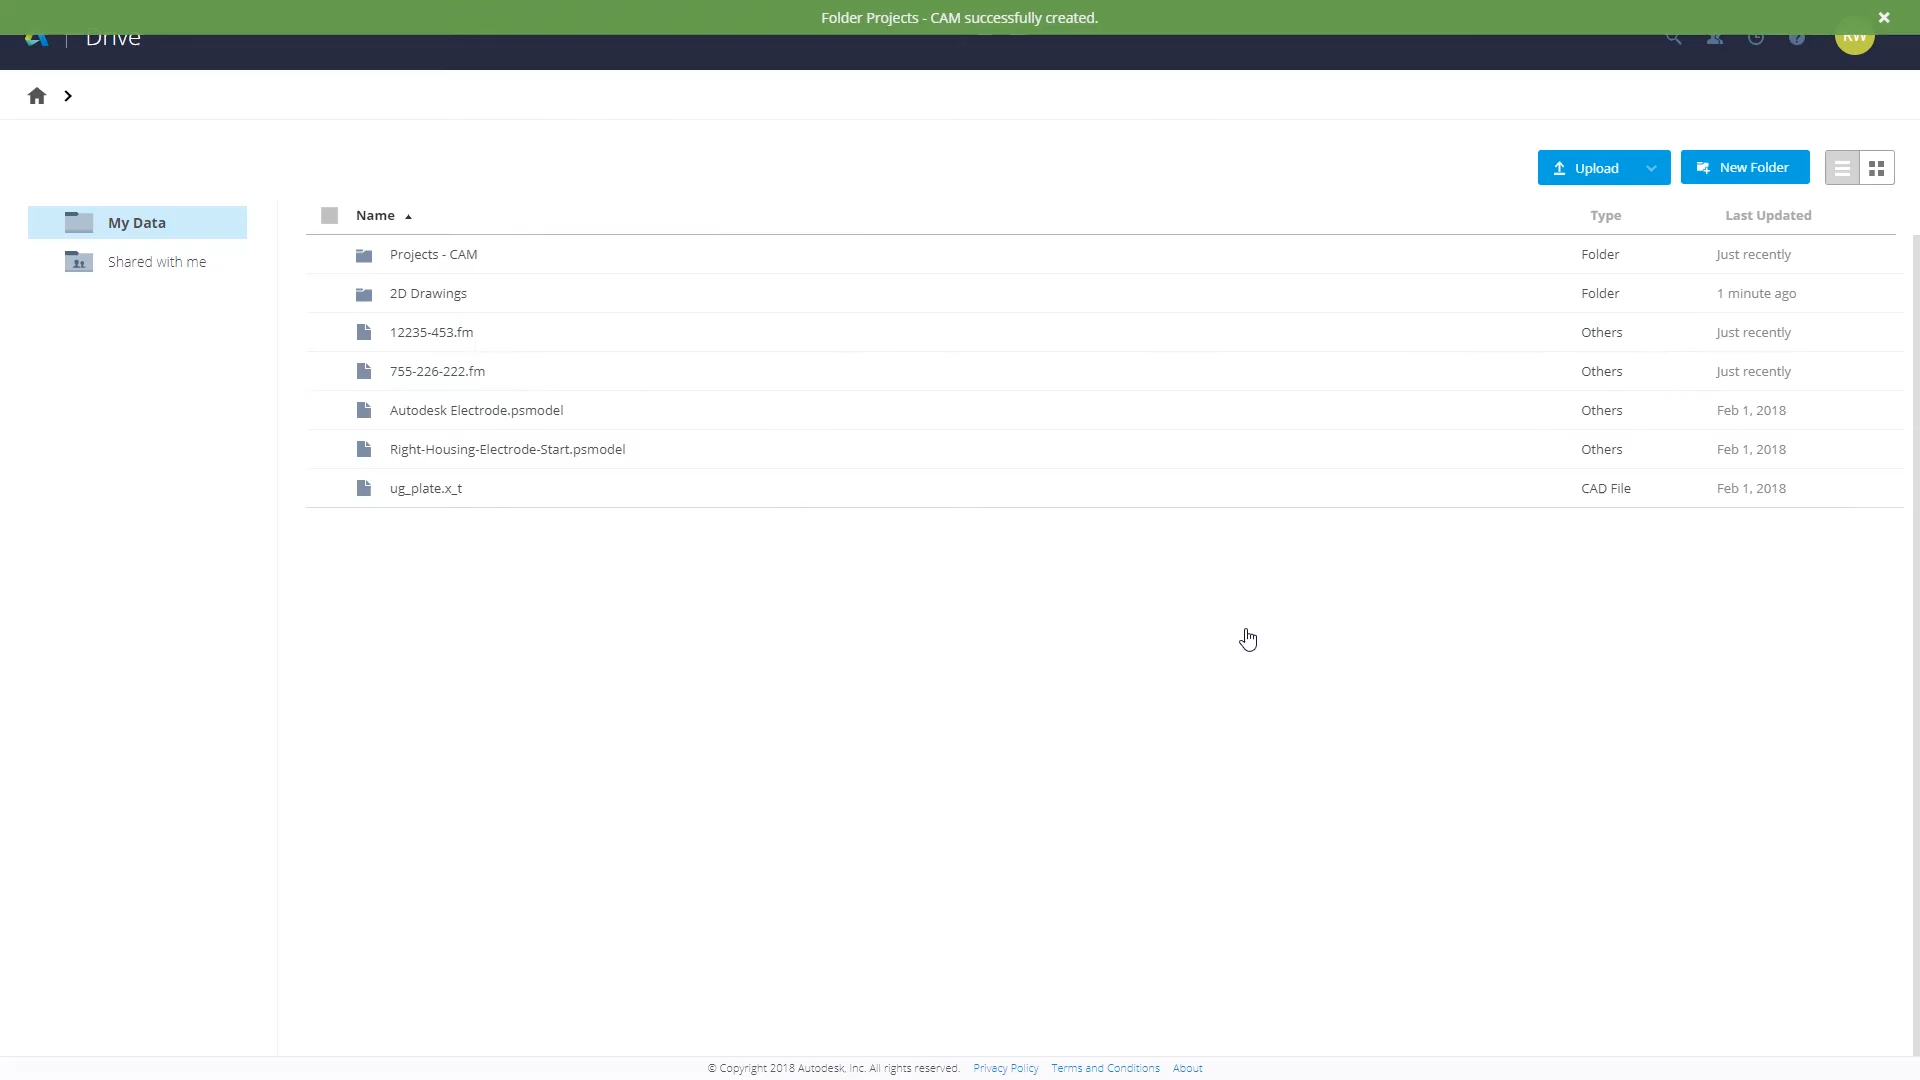 Folder Projects - CAM successfully created.
Drive
RW
Upload
New Folder
My Data
Shared with me
Name Type Last Updated
Projects - CAM Folder Just recently
2D Drawings Folder 1 minute ago
12235-453.fm Others Just recently
755-226-222.fm Others Just recently
Autodesk Electrode.psmodel Others Feb 1, 2018
Right-Housing-Electrode-Start.psmodel Others Feb 1, 2018
ug_plate.x_t CAD File Feb 1, 2018
© Copyright 2018 Autodesk, Inc. All rights reserved. Privacy Policy Terms and Conditions About